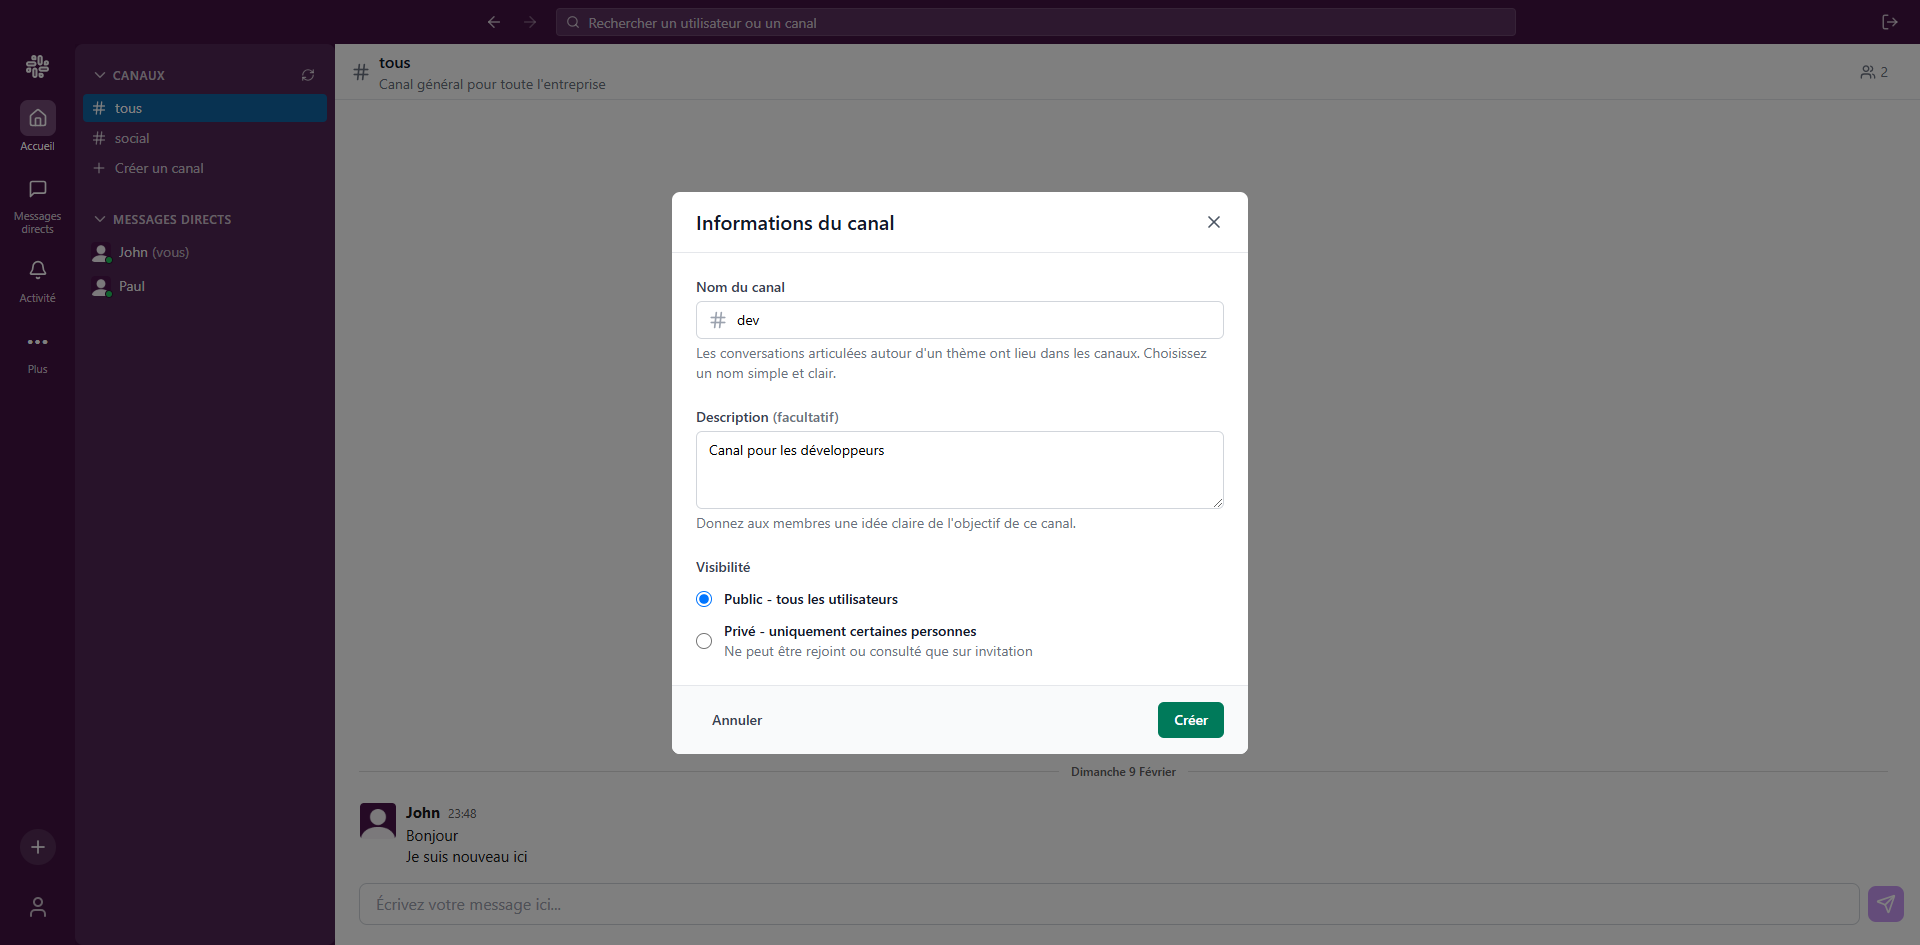 Rechercher un utilisateur ou un canal
Accueil
Messages
directs
Activité
Plus
CANAUX
# tous
# social
+ Créer un canal
MESSAGES DIRECTS
John (vous)
Paul
# tous
Canal général pour toute l'entreprise
2
Informations du canal
Nom du canal
# dev
Les conversations articulées autour d'un thème ont lieu dans les canaux. Choisissez
un nom simple et clair.
Description (facultatif)
Canal pour les développeurs
Donnez aux membres une idée claire de l'objectif de ce canal.
Visibilité
Public - tous les utilisateurs
Privé - uniquement certaines personnes
Ne peut être rejoint ou consulté que sur invitation
Annuler
Créer
Dimanche 9 Février
John 23:48
Bonjour
Je suis nouveau ici
Écrivez votre message ici...